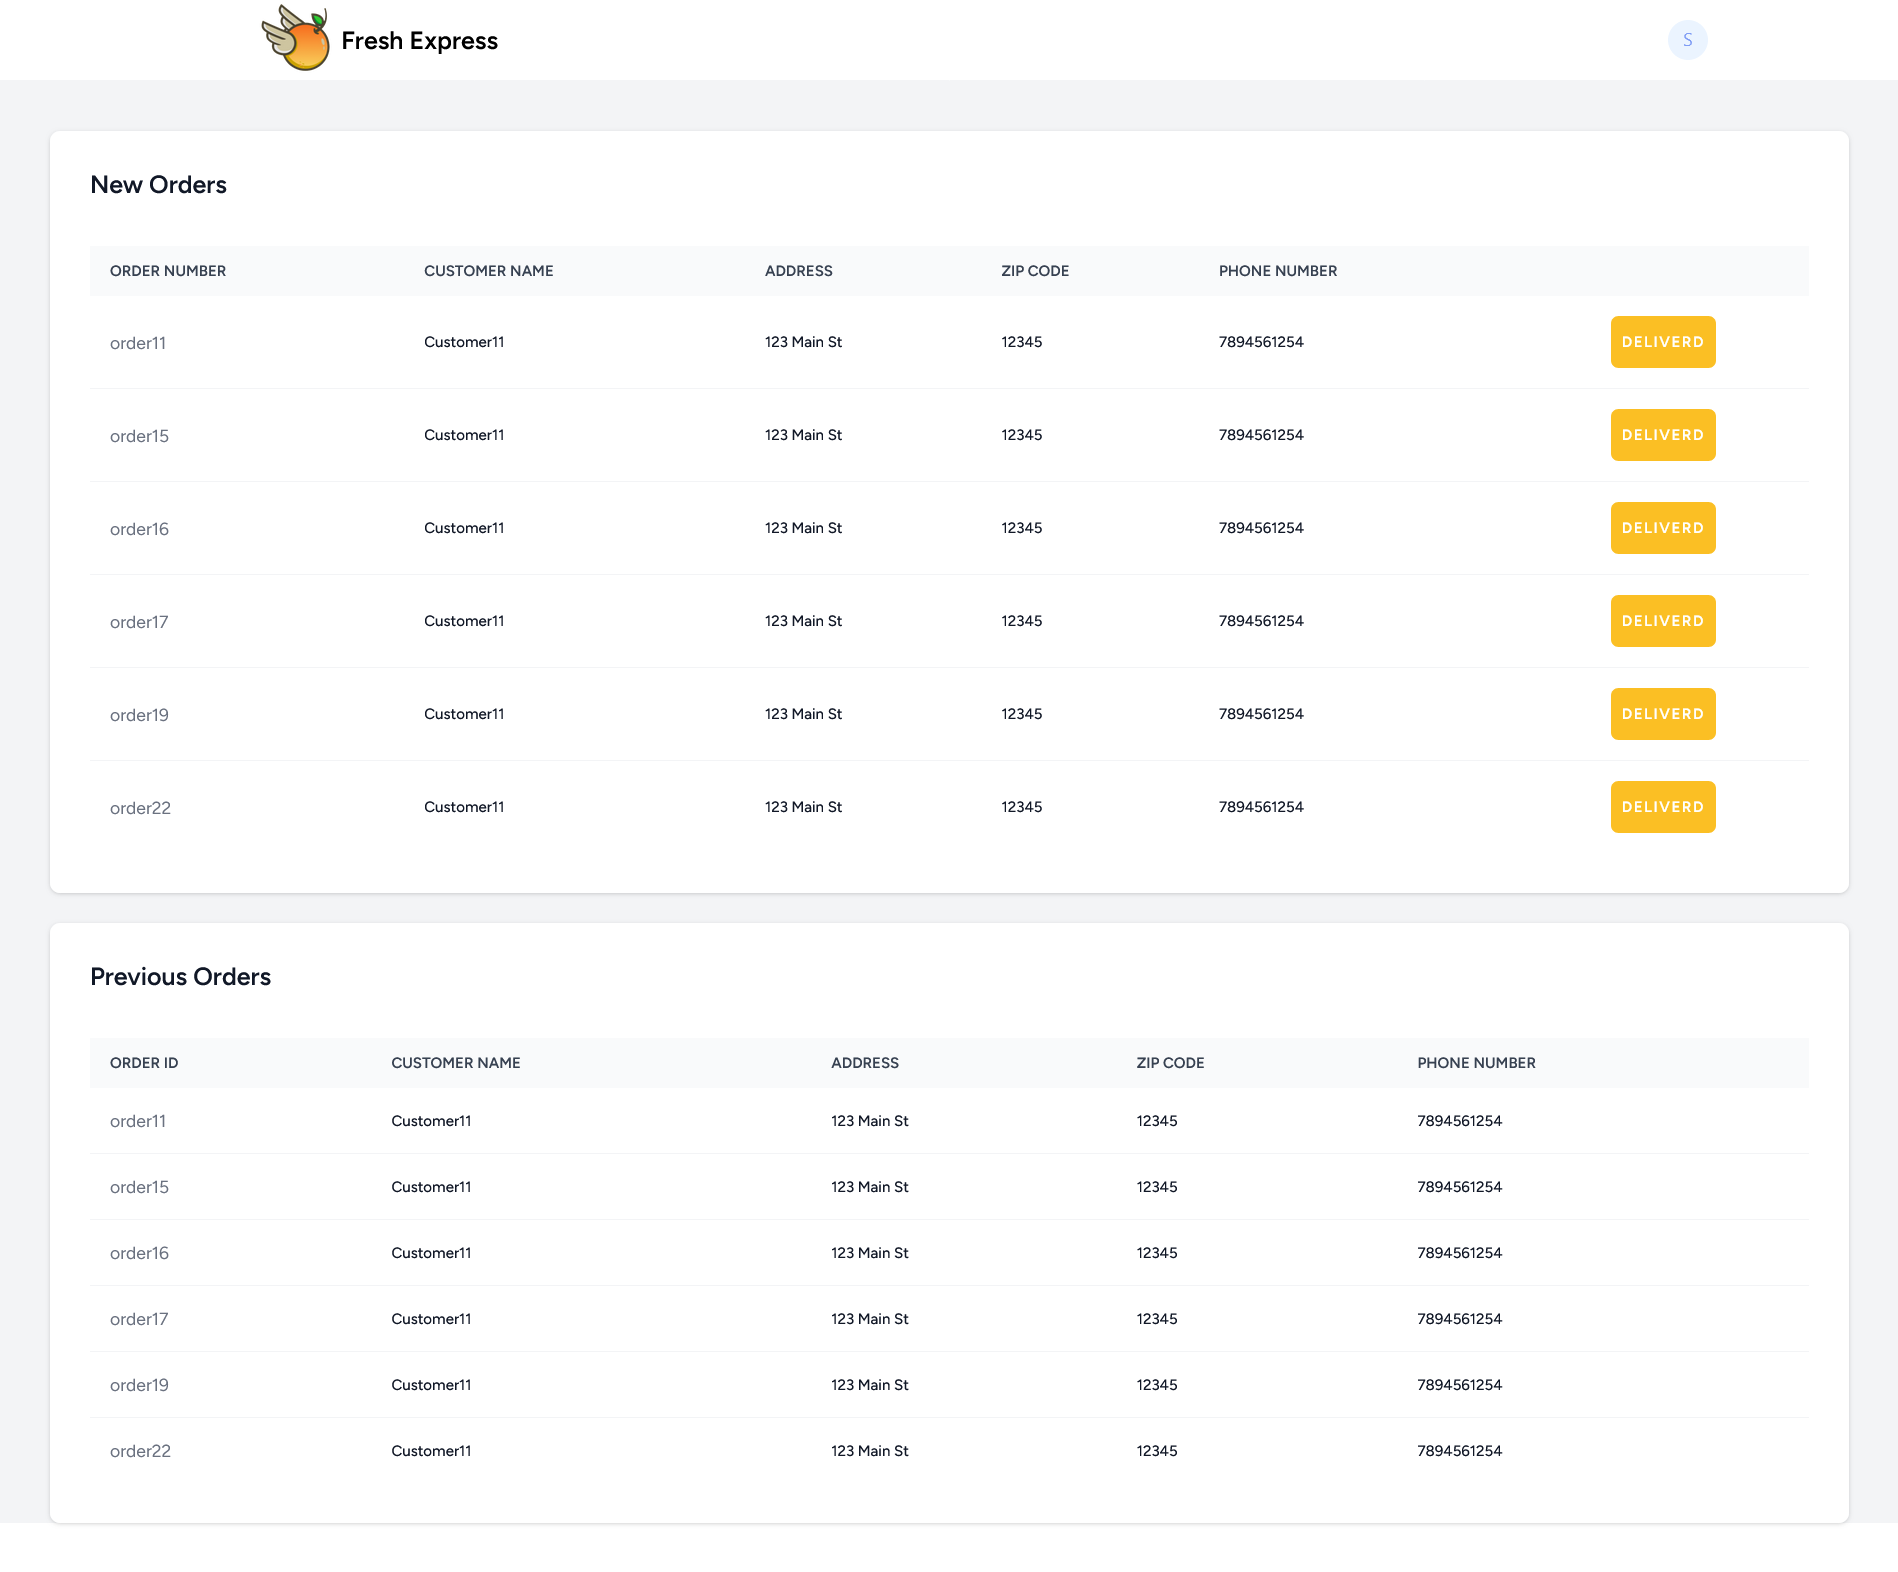 Fresh Express
S
New Orders
ORDER NUMBER CUSTOMER NAME ADDRESS ZIP CODE PHONE NUMBER
order11 Customer11 123 Main St 12345 7894561254 DELIVERD
order15 Customer11 123 Main St 12345 7894561254 DELIVERD
order16 Customer11 123 Main St 12345 7894561254 DELIVERD
order17 Customer11 123 Main St 12345 7894561254 DELIVERD
order19 Customer11 123 Main St 12345 7894561254 DELIVERD
order22 Customer11 123 Main St 12345 7894561254 DELIVERD
Previous Orders
ORDER ID CUSTOMER NAME ADDRESS ZIP CODE PHONE NUMBER
order11 Customer11 123 Main St 12345 7894561254
order15 Customer11 123 Main St 12345 7894561254
order16 Customer11 123 Main St 12345 7894561254
order17 Customer11 123 Main St 12345 7894561254
order19 Customer11 123 Main St 12345 7894561254
order22 Customer11 123 Main St 12345 7894561254